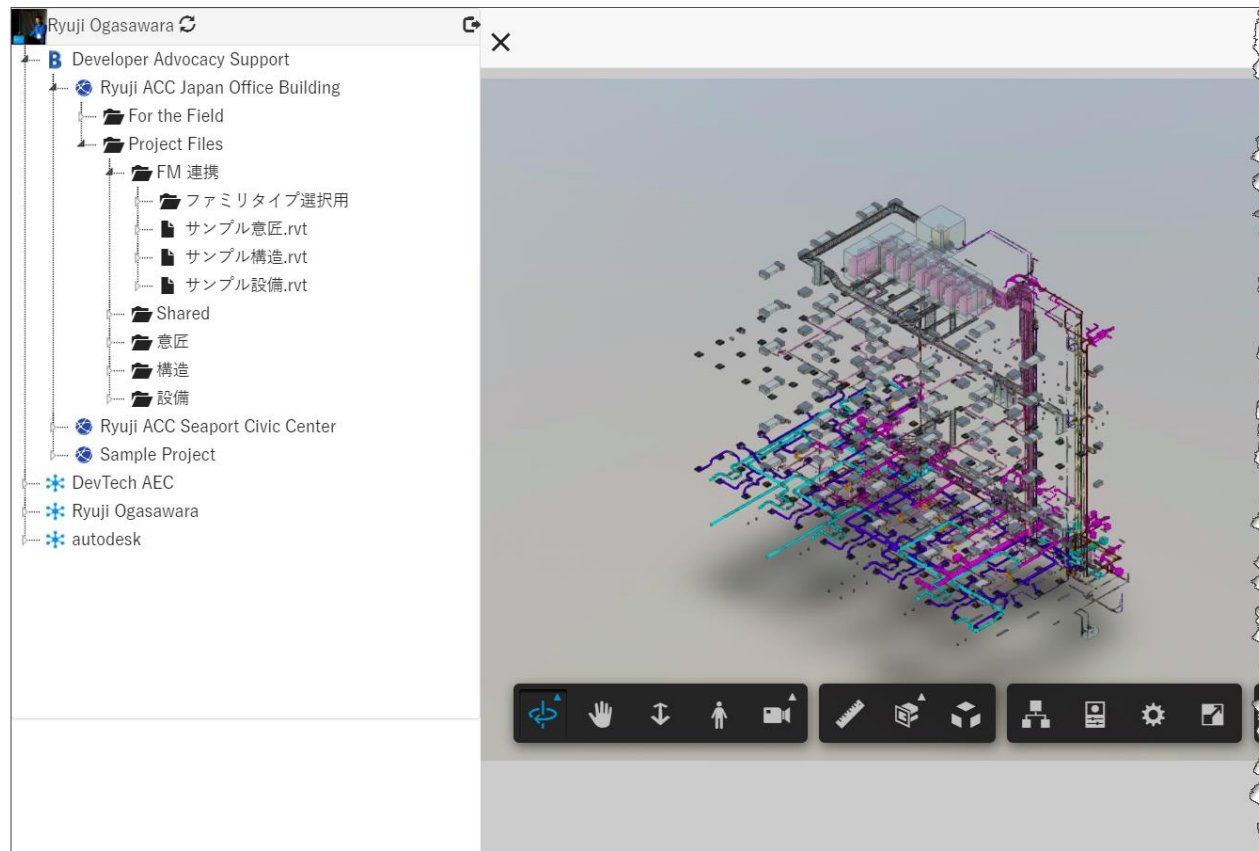 Ryuji Ogasawara
Developer Advocacy Support
Ryuji ACC Japan Office Building
For the Field
Project Files
FM 連携
ファミリタイプ選択用
サンプル意匠.rvt
サンプル構造.rvt
サンプル設備.rvt
Shared
意匠
構造
設備
Ryuji ACC Seaport Civic Center
Sample Project
DevTech AEC
Ryuji Ogasawara
autodesk